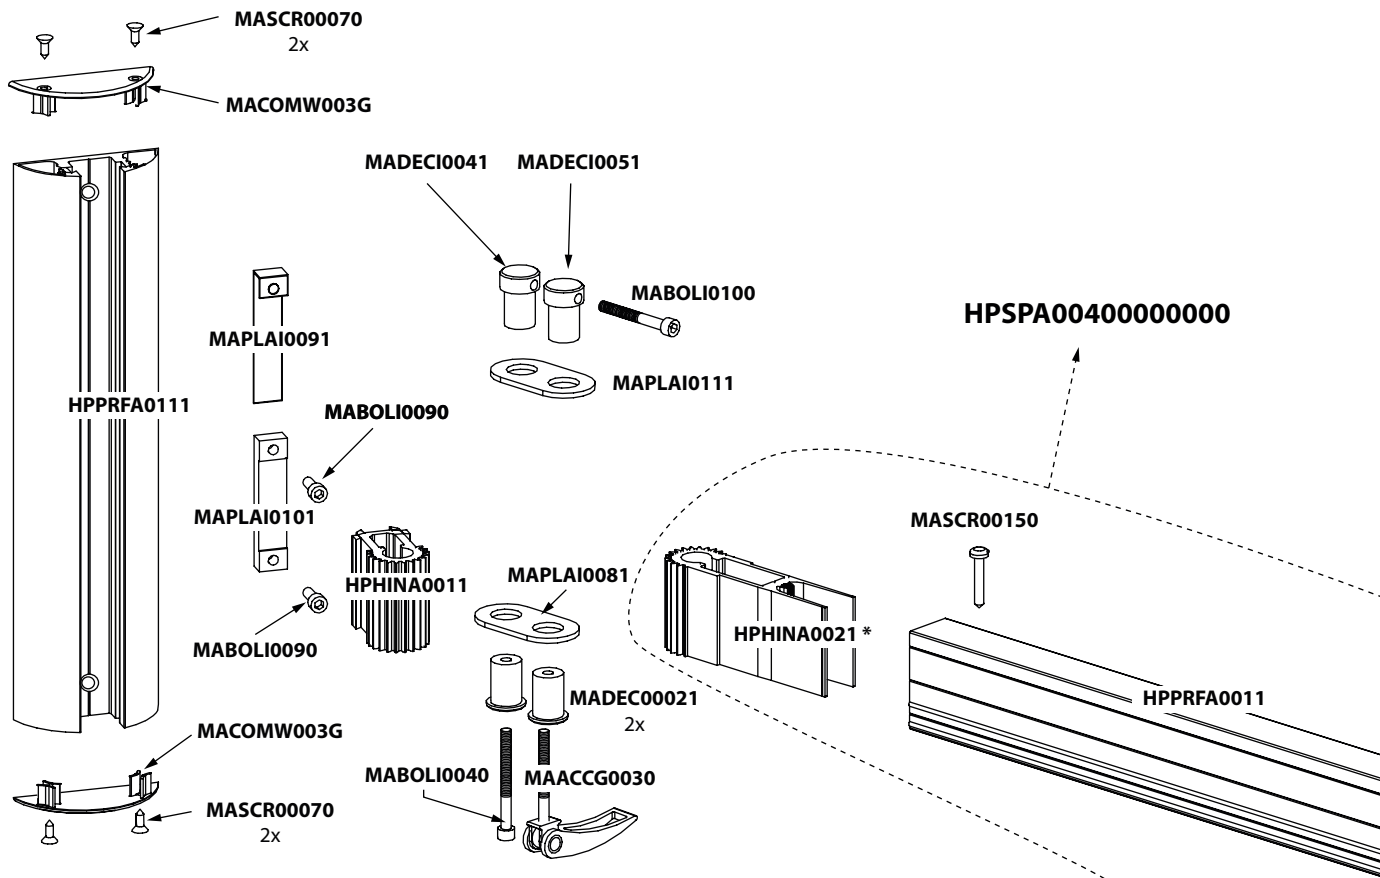 MASCR00070
2x
MACOMW003G
MADECI0041
MADECI0051
MABOLI0100
HPSPA00400000000
MAPLAI0091
MAPLAI0111
HPPRFA0111
MABOLI0090
MAPLAI0101
MASCR00150
HPHINA0011
MAPLAI0081
HPHINA0021 *
MABOLI0090
MADEC00021
2x
HPPRFA0011
MACOMW003G
MABOLI0040
MAACCG0030
MASCR00070
2x